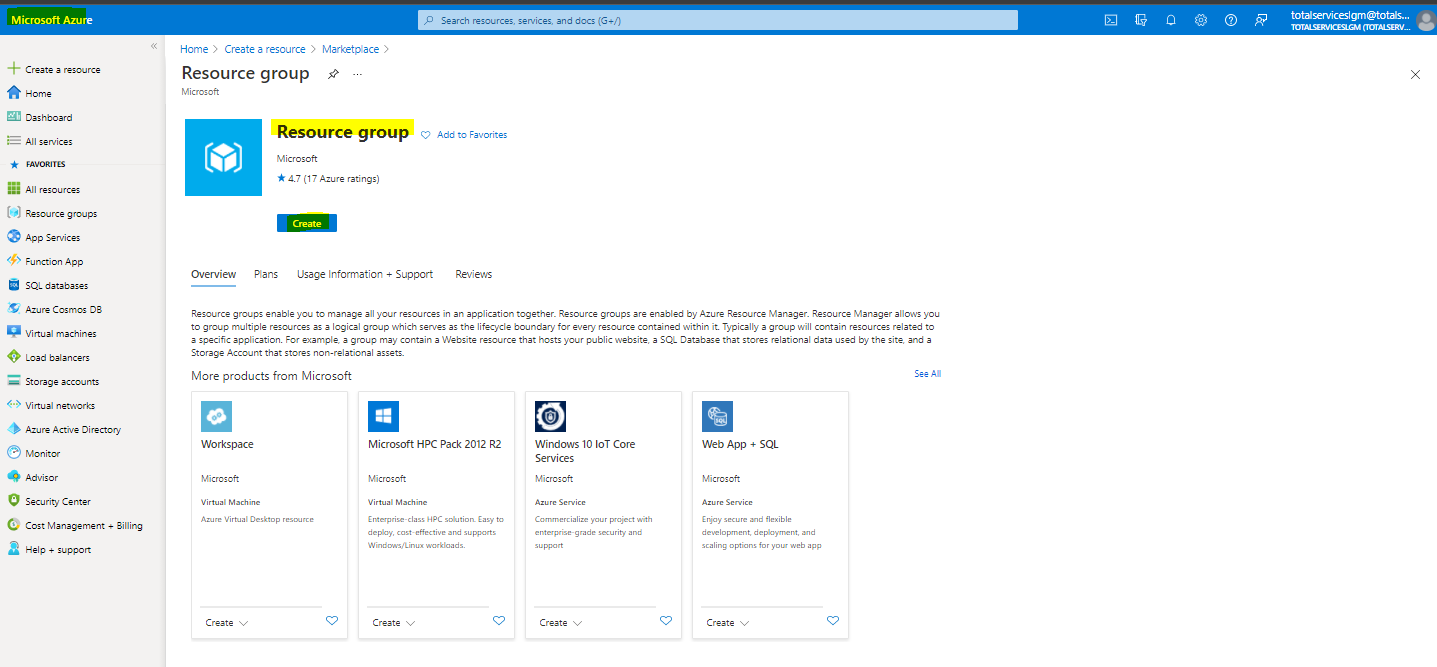 Microsoft Azure
Search resources, services, and docs (G+/)
totalserviceslgm@totals...
TOTALSERVICESLGM (TOTALSERV...
«
Create a resource
Home
Dashboard
All services
FAVORITES
All resources
Resource groups
App Services
Function App
SQL databases
Azure Cosmos DB
Virtual machines
Load balancers
Storage accounts
Virtual networks
Azure Active Directory
Monitor
Advisor
Security Center
Cost Management + Billing
Help + support
Home > Create a resource > Marketplace >
Resource group ...
Microsoft
Resource group
Add to Favorites
Microsoft
4.7 (17 Azure ratings)
Create
Overview Plans Usage Information + Support Reviews
Resource groups enable you to manage all your resources in an application together. Resource groups are enabled by Azure Resource Manager. Resource Manager allows you
to group multiple resources as a logical group which serves as the lifecycle boundary for every resource contained within it. Typically a group will contain resources related to
a specific application. For example, a group may contain a Website resource that hosts your public website, a SQL Database that stores relational data used by the site, and a
Storage Account that stores non-relational assets.
More products from Microsoft
See All
Workspace
Microsoft
Virtual Machine
Azure Virtual Desktop resource
Create
Microsoft HPC Pack 2012 R2
Microsoft
Virtual Machine
Enterprise-class HPC solution. Easy to
deploy, cost-effective and supports
Windows/Linux workloads.
Create
Windows 10 IoT Core
Services
Microsoft
Azure Service
Commercialize your project with
enterprise-grade security and
support
Create
Web App + SQL
Microsoft
Azure Service
Enjoy secure and flexible
development, deployment, and
scaling options for your web app
Create